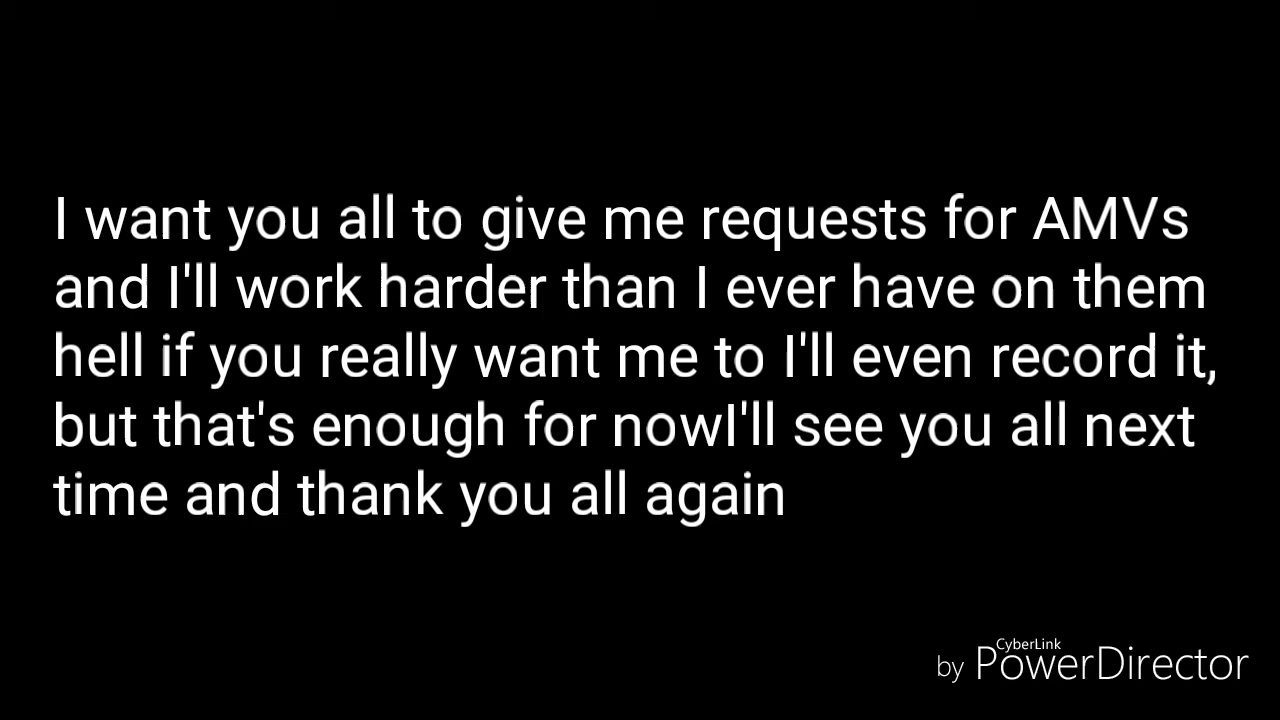 I want you all to give me requests for AMVs
and I'll work harder than I ever have on them
hell if you really want me to I'll even record it,
but that's enough for nowI'll see you all next
time and thank you all again
CyberLink
by PowerDirector